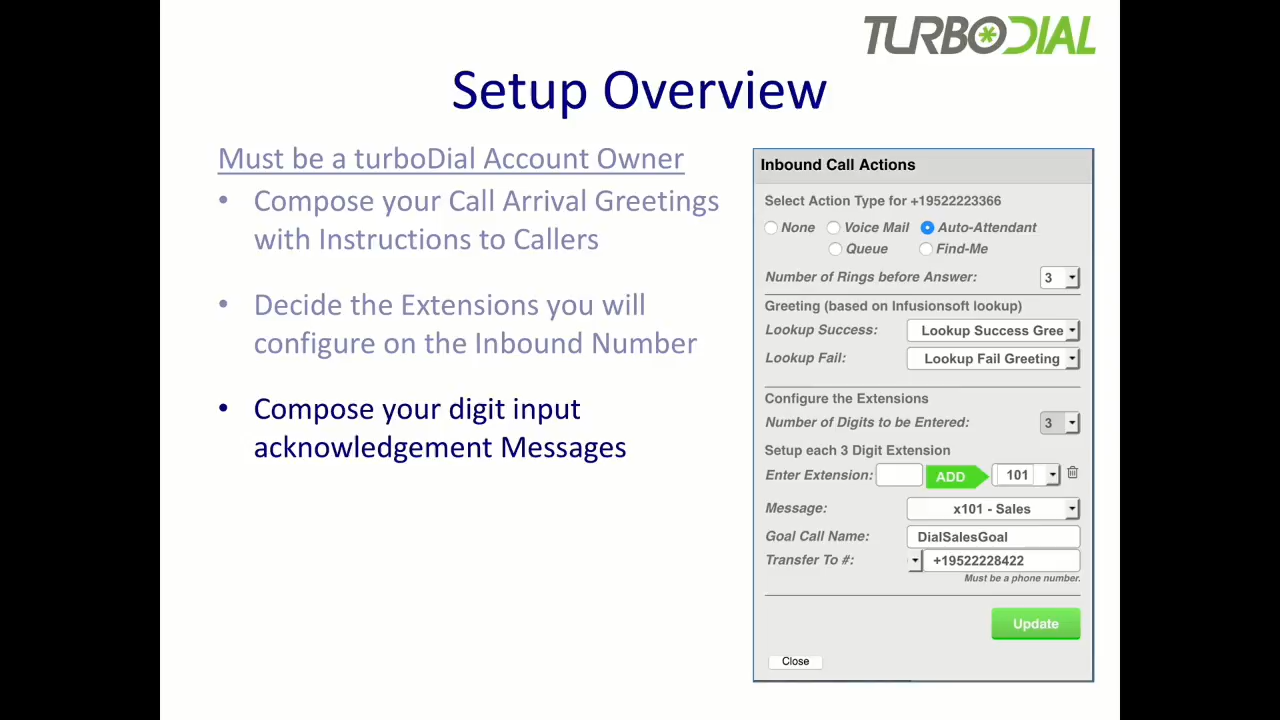 TURBODIAL
Setup Overview
Must be a turboDial Account Owner
• Compose your Call Arrival Greetings
with Instructions to Callers
• Decide the Extensions you will
configure on the Inbound Number
• Compose your digit input
acknowledgement Messages
Inbound Call Actions
Select Action Type for +19522223366
None Voice Mail Auto-Attendant
Queue Find-Me
Number of Rings before Answer: 3
Greeting (based on Infusionsoft lookup)
Lookup Success: Lookup Success Gree
Lookup Fail: Lookup Fail Greeting
Configure the Extensions
Number of Digits to be Entered: 3
Setup each 3 Digit Extension
Enter Extension: ADD 101
Message: x101 - Sales
Goal Call Name: DialSalesGoal
Transfer To #: +19522228422
Must be a phone number.
Update
Close